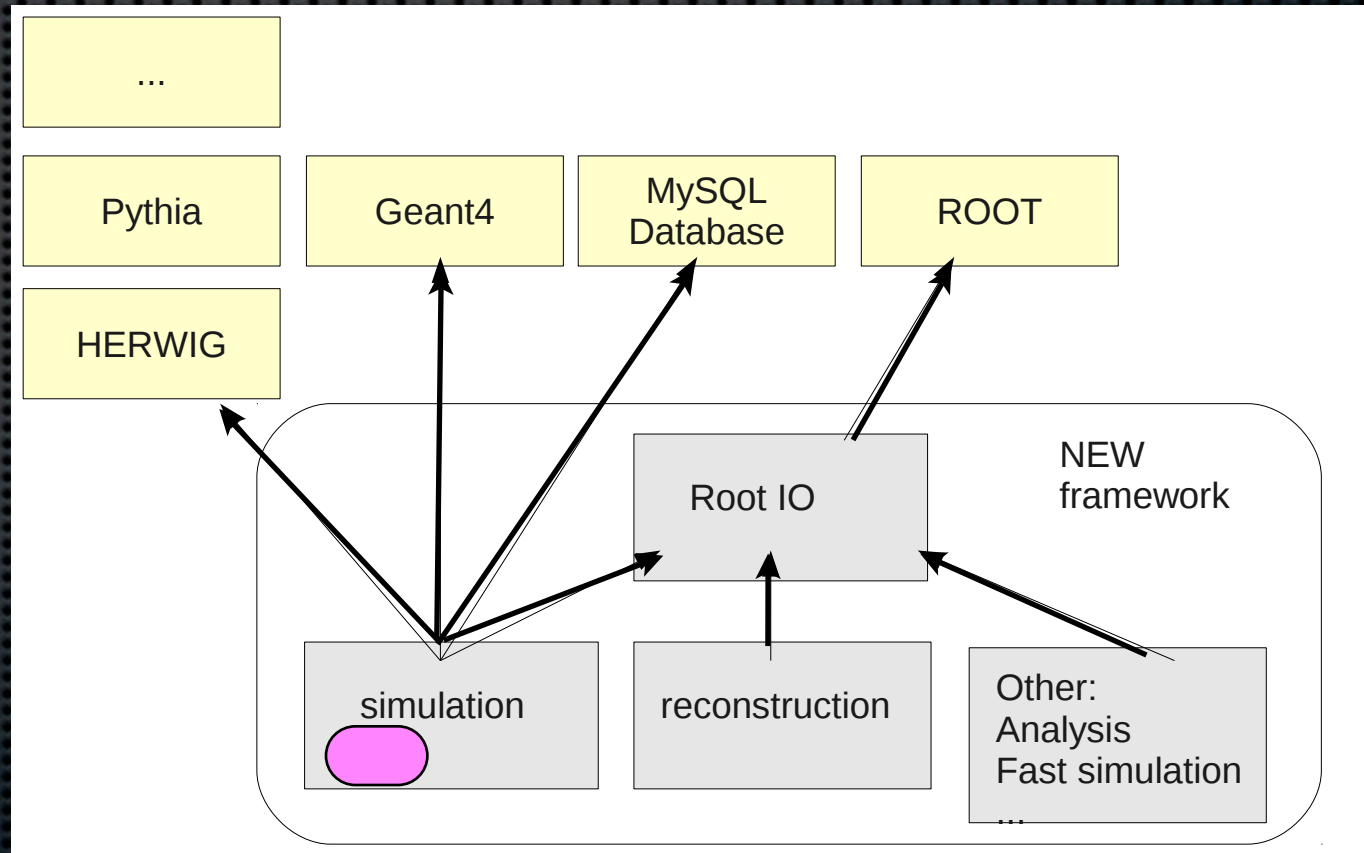 ...
Pythia
Geant4
MySQL
Database
ROOT
HERWIG
NEW
framework
Root IO
simulation
reconstruction
Other:
Analysis
Fast simulation
...